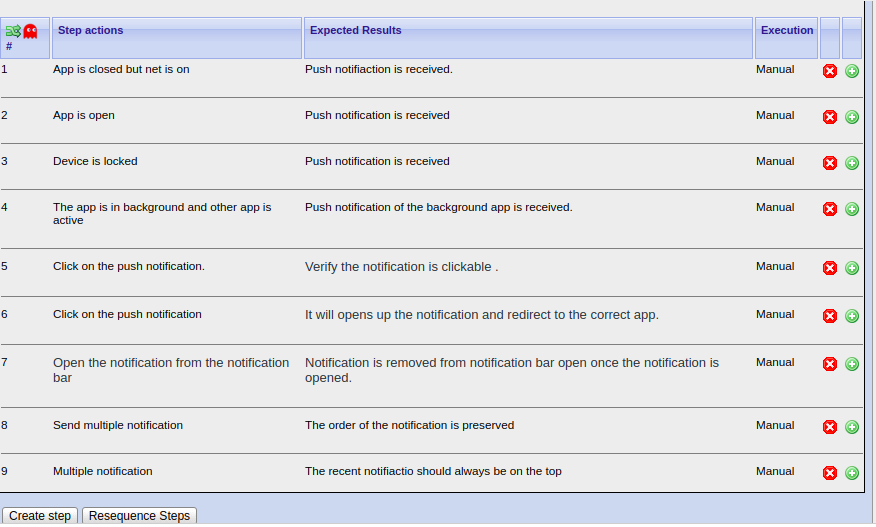 # Step actions Expected Results Execution
1 App is closed but net is on Push notifiaction is received. Manual
2 App is open Push notification is received Manual
3 Device is locked Push notification is received Manual
4 The app is in background and other app is Push notification of the background app is received. Manual
active
5 Click on the push notification. Verify the notification is clickable . Manual
6 Click on the push notification It will opens up the notification and redirect to the correct app. Manual
7 Open the notification from the notification Notification is removed from notification bar open once the notification is Manual
bar opened.
8 Send multiple notification The order of the notification is preserved Manual
9 Multiple notification The recent notifiactio should always be on the top Manual
Create step Resequence Steps